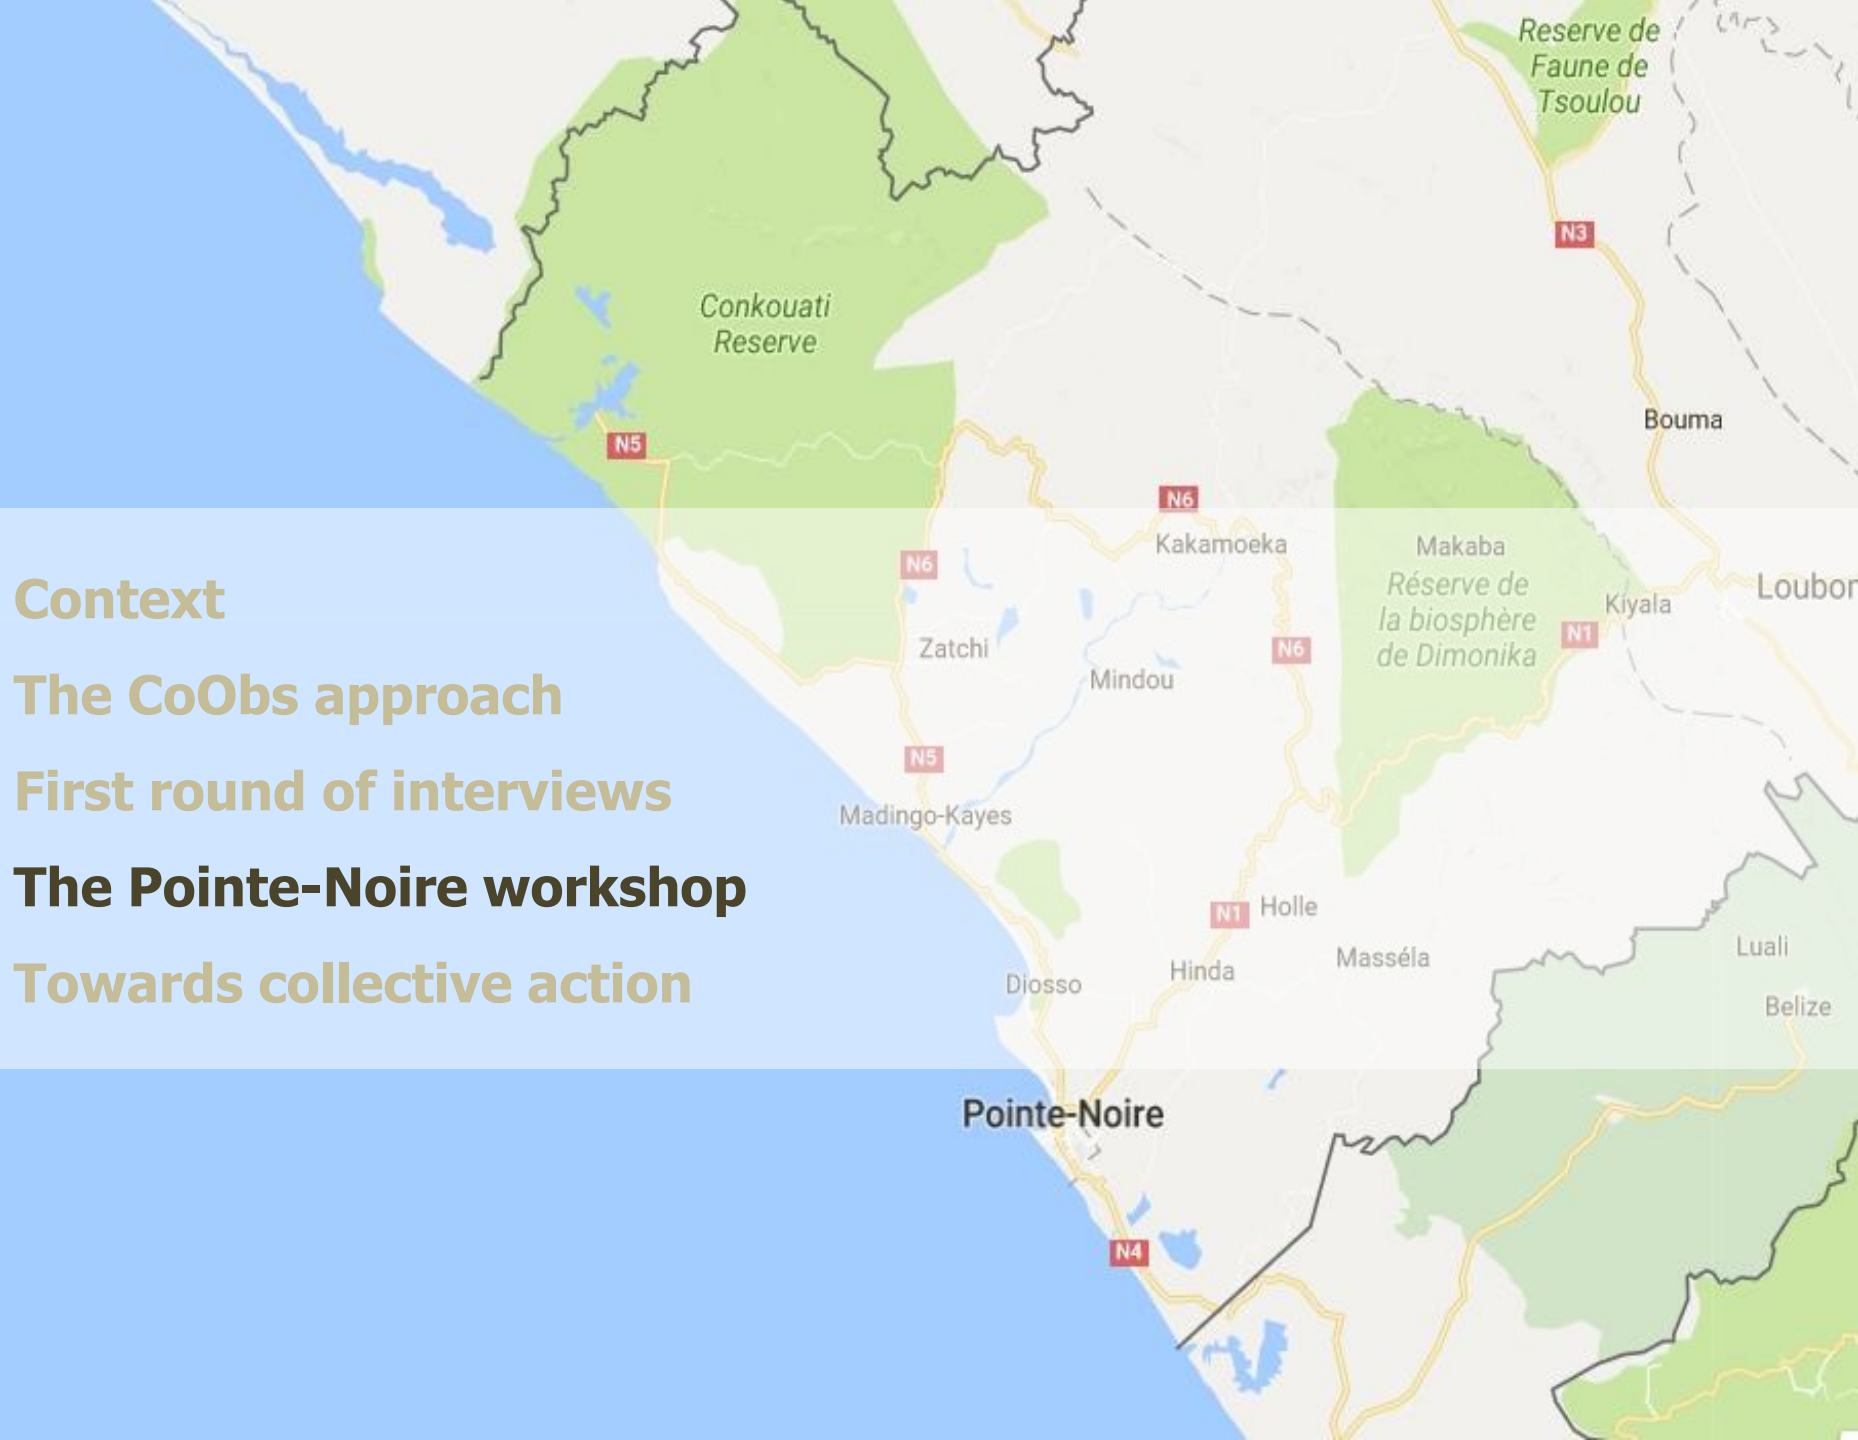 Reserve de
Faune de
Tsoulou
N3
Conkouati
Reserve
Bouma
N5
N6
Kakamoeka
Makaba
Réserve de
la biosphère
de Dimonika
N6
Kiyala
Loubor
N1
Context
Zatchi
N6
Mindou
The CoObs approach
N5
First round of interviews
Madingo-Kayes
The Pointe-Noire workshop
N1
Holle
Luali
Masséla
Hinda
Diosso
Towards collective action
Belize
Pointe-Noire
N4